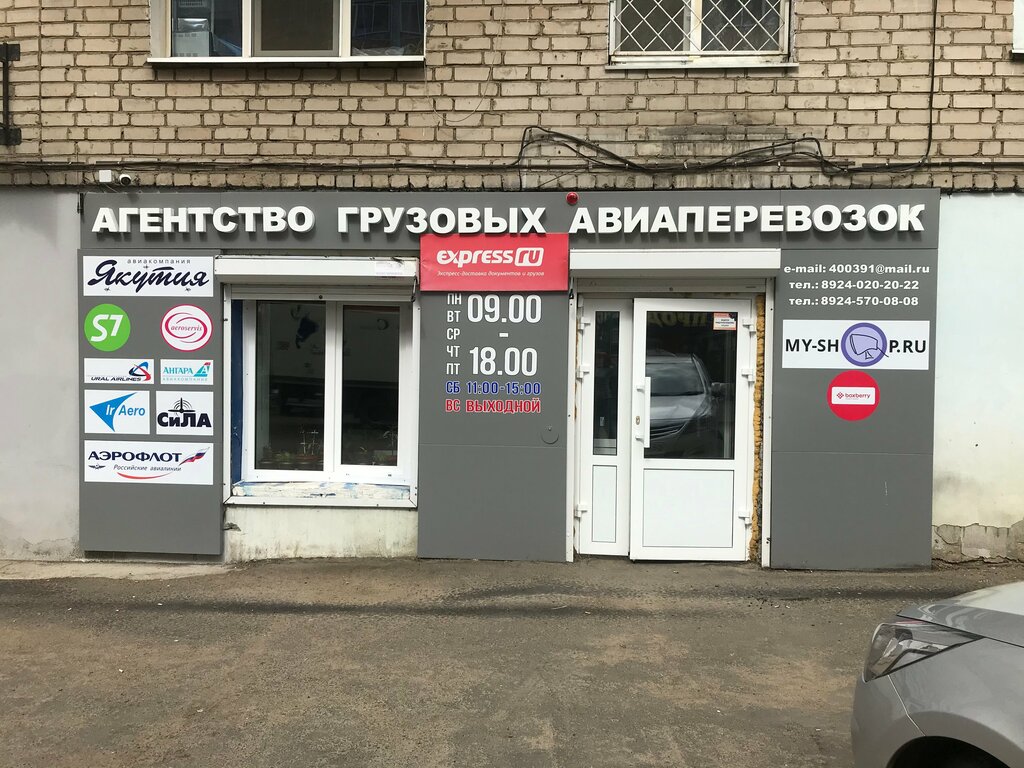 АГЕНТСТВО ГРУЗОВЫХ АВИАПЕРЕВОЗОК
авиакомпания
Якутия
S7
aeroservis
URAL AIRLINES
АНГАРА
АВИАКОМПАНИЯ
IrAero
СиЛА
АЭРОФЛОТ
Российские авиалинии
express.ru
Экспресс-доставка документов и грузов
ПН
ВТ
СР
ЧТ
ПТ
09.00
-
18.00
СБ 11:00-15:00
ВС ВЫХОДНОЙ
e-mail: 400391@mail.ru
тел.: 8924-020-20-22
тел.: 8924-570-08-08
MY-SHOP.RU
boxberry